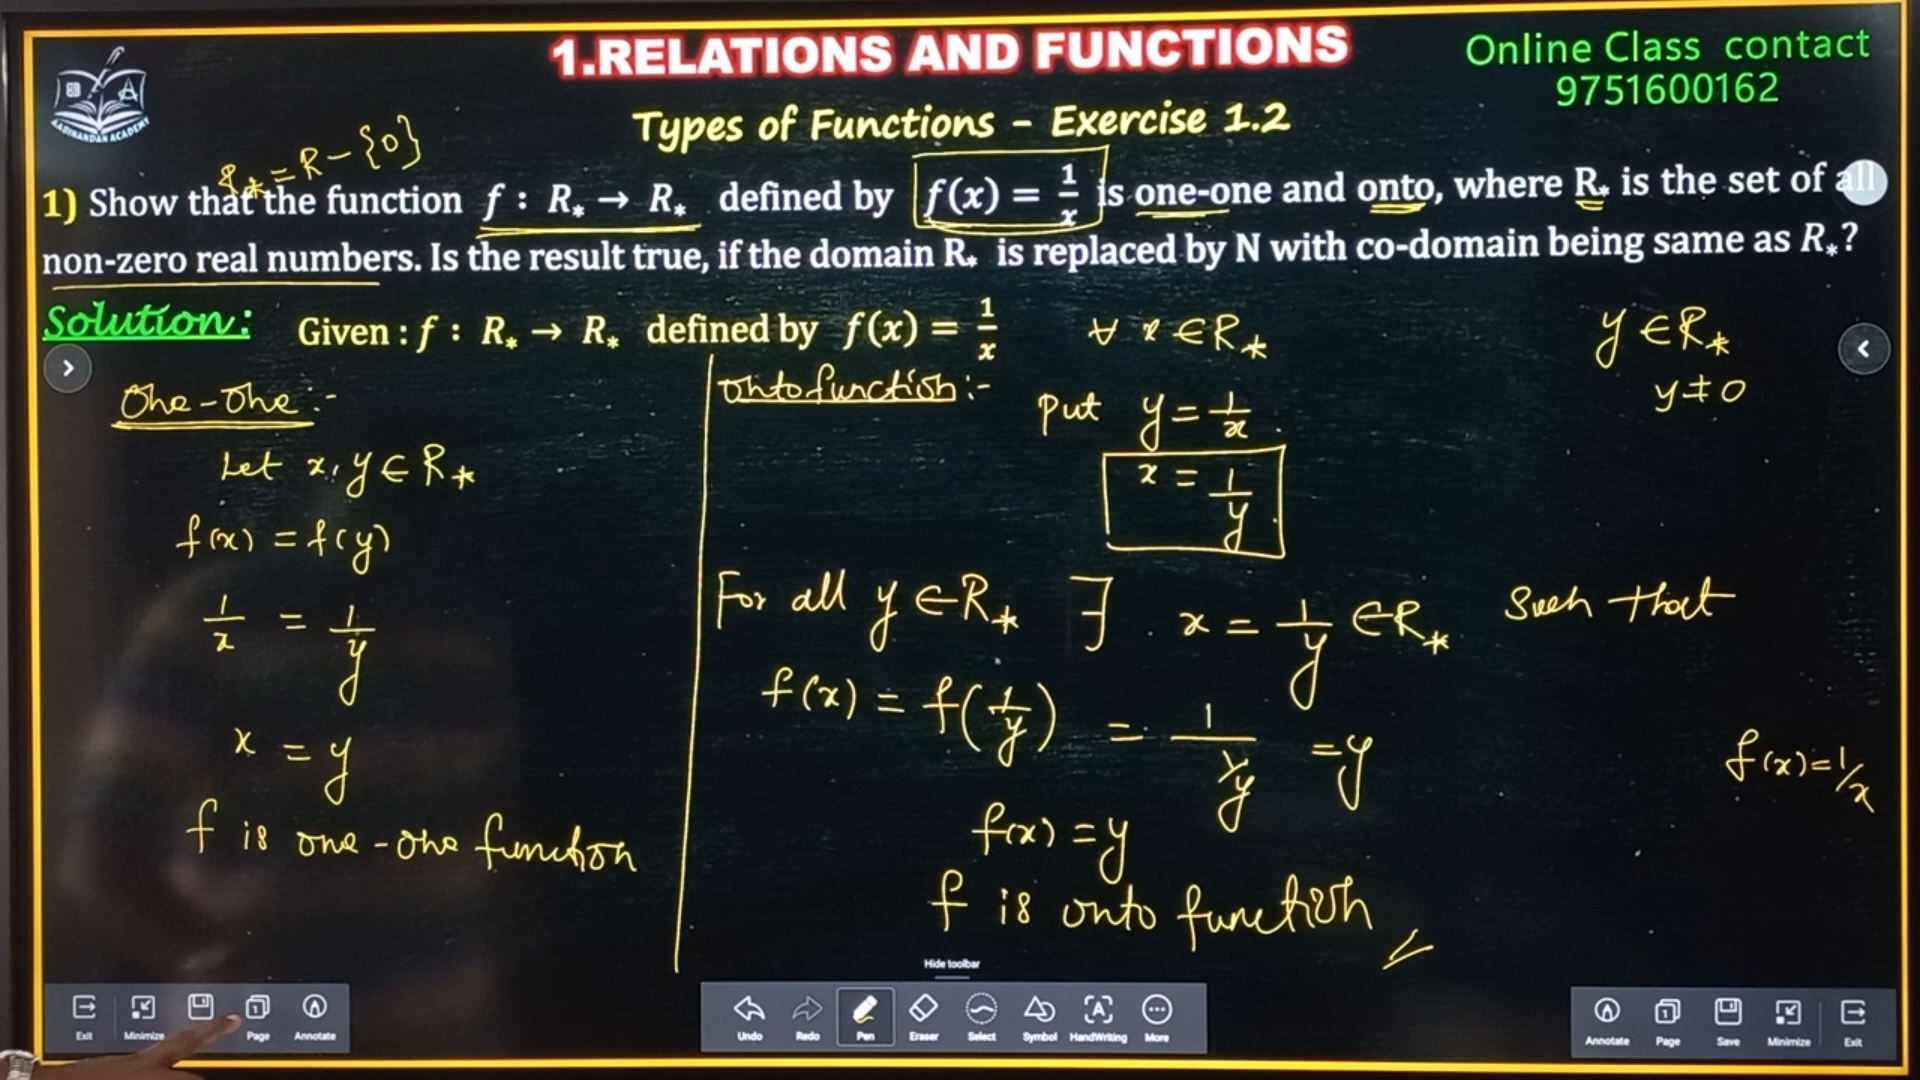 1.RELATIONS AND FUNCTIONS
Online Class contact
9751600162
AADINANDAN ACADEMY
Types of Functions - Exercise 1.2
R* = R - {0}
1) Show that the function f : R* → R* defined by f(x) = 1/x is one-one and onto, where R* is the set of all
non-zero real numbers. Is the result true, if the domain R* is replaced by N with co-domain being same as R*?
Solution: Given : f : R* → R* defined by f(x) = 1/x ∀ x ∈ R*
y ∈ R*
y ≠ 0
One-One:-
Let x, y ∈ R*
f(x) = f(y)
1/x = 1/y
x = y
f is one-one function
Onto function:-
Put y = 1/x
x = 1/y
For all y ∈ R* ∃ x = 1/y ∈ R* Such that
f(x) = f(1/y) = 1/(1/y) = y
f(x) = 1/x
f(x) = y
f is onto function
Hide toolbar
Exit Minimize Page Annotate
Undo Redo Pen Eraser Select Symbol HandWriting More
Annotate Page Save Minimize Exit